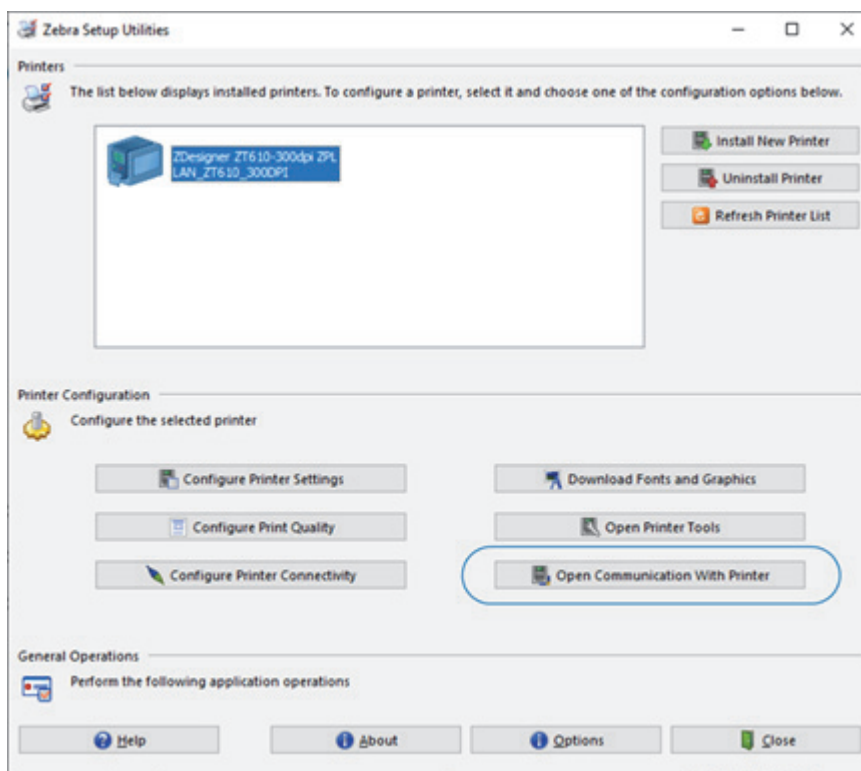 Zebra Setup Utilities
Printers
The list below displays installed printers. To configure a printer, select it and choose one of the configuration options below.
ZDesigner ZT610-300dpi ZPL
LAN_ZT610_300DPI
Install New Printer
Uninstall Printer
Refresh Printer List
Printer Configuration
Configure the selected printer
Configure Printer Settings
Download Fonts and Graphics
Configure Print Quality
Open Printer Tools
Configure Printer Connectivity
Open Communication With Printer
General Operations
Perform the following application operations
Help
About
Options
Close